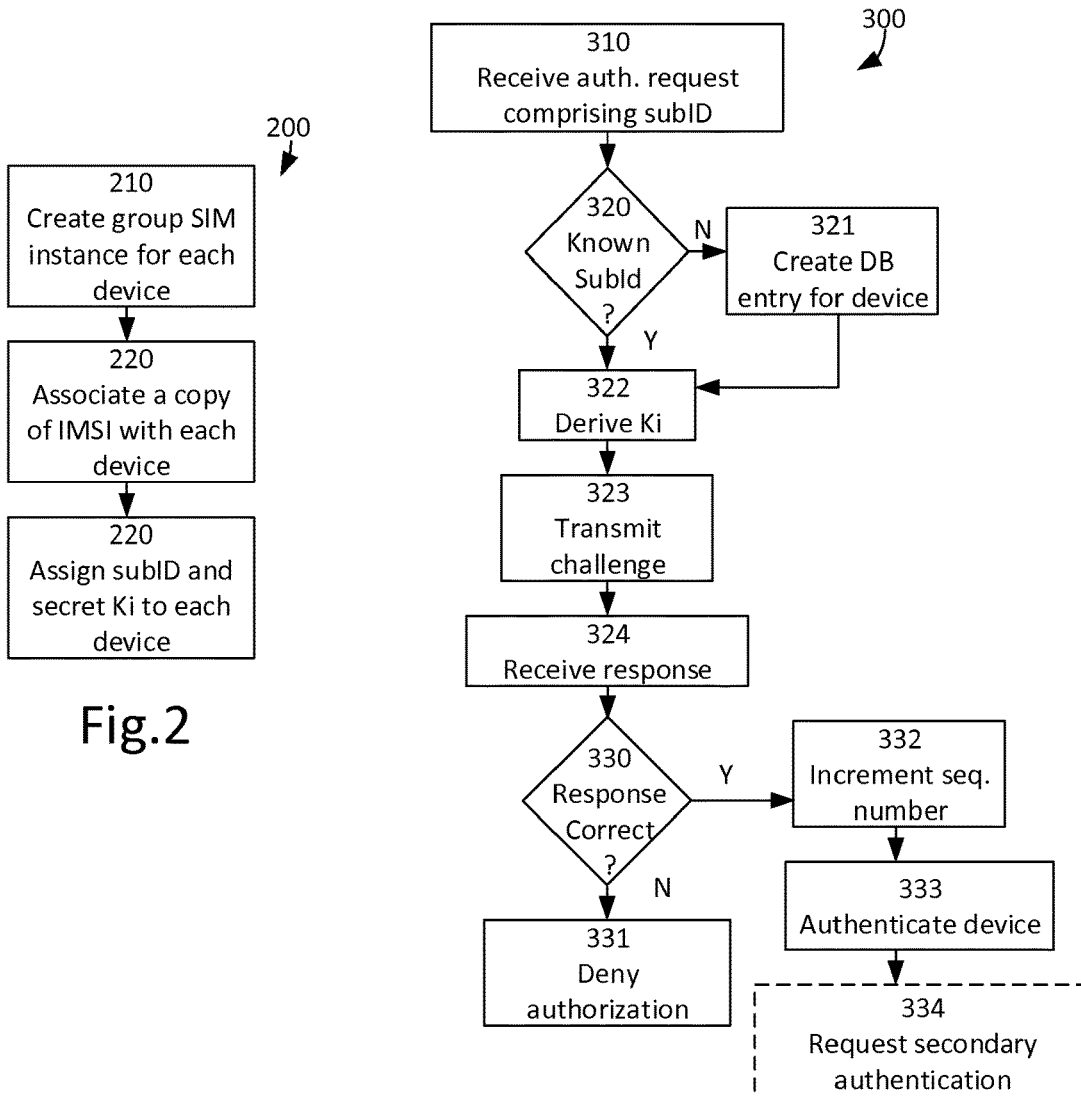 200
210
Create group SIM
instance for each
device
220
Associate a copy
of IMSI with each
device
220
Assign subID and
secret Ki to each
device
Fig.2
300
310
Receive auth. request
comprising subID
320
Known
SubId
?
N
Y
321
Create DB
entry for device
322
Derive Ki
323
Transmit
challenge
324
Receive response
330
Response
Correct
?
Y
N
331
Deny
authorization
332
Increment seq.
number
333
Authenticate device
334
Request secondary
authentication